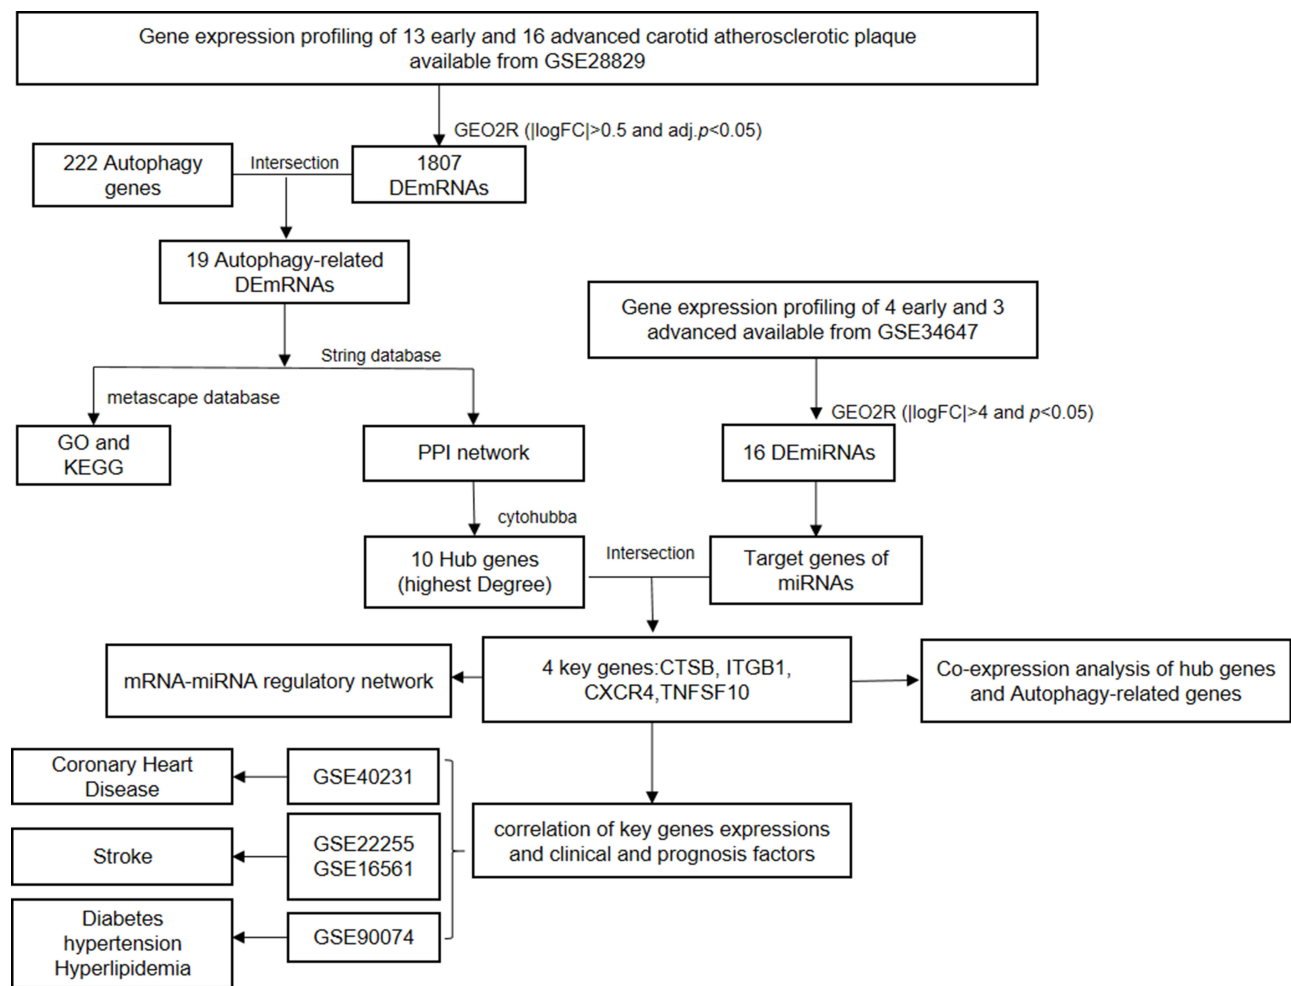 Gene expression profiling of 13 early and 16 advanced carotid atherosclerotic plaque
available from GSE28829
GEO2R (|logFC|>0.5 and adj.p<0.05)
222 Autophagy
genes
Intersection
1807
DEmRNAs
19 Autophagy-related
DEmRNAs
Gene expression profiling of 4 early and 3
advanced available from GSE34647
String database
metascape database
GEO2R (|logFC|>4 and p<0.05)
GO and
KEGG
PPI network
16 DEmiRNAs
cytohubba
10 Hub genes
(highest Degree)
Intersection
Target genes of
miRNAs
mRNA-miRNA regulatory network
4 key genes:CTSB, ITGB1,
CXCR4,TNFSF10
Co-expression analysis of hub genes
and Autophagy-related genes
Coronary Heart
Disease
GSE40231
Stroke
GSE22255
GSE16561
correlation of key genes expressions
and clinical and prognosis factors
Diabetes
hypertension
Hyperlipidemia
GSE90074